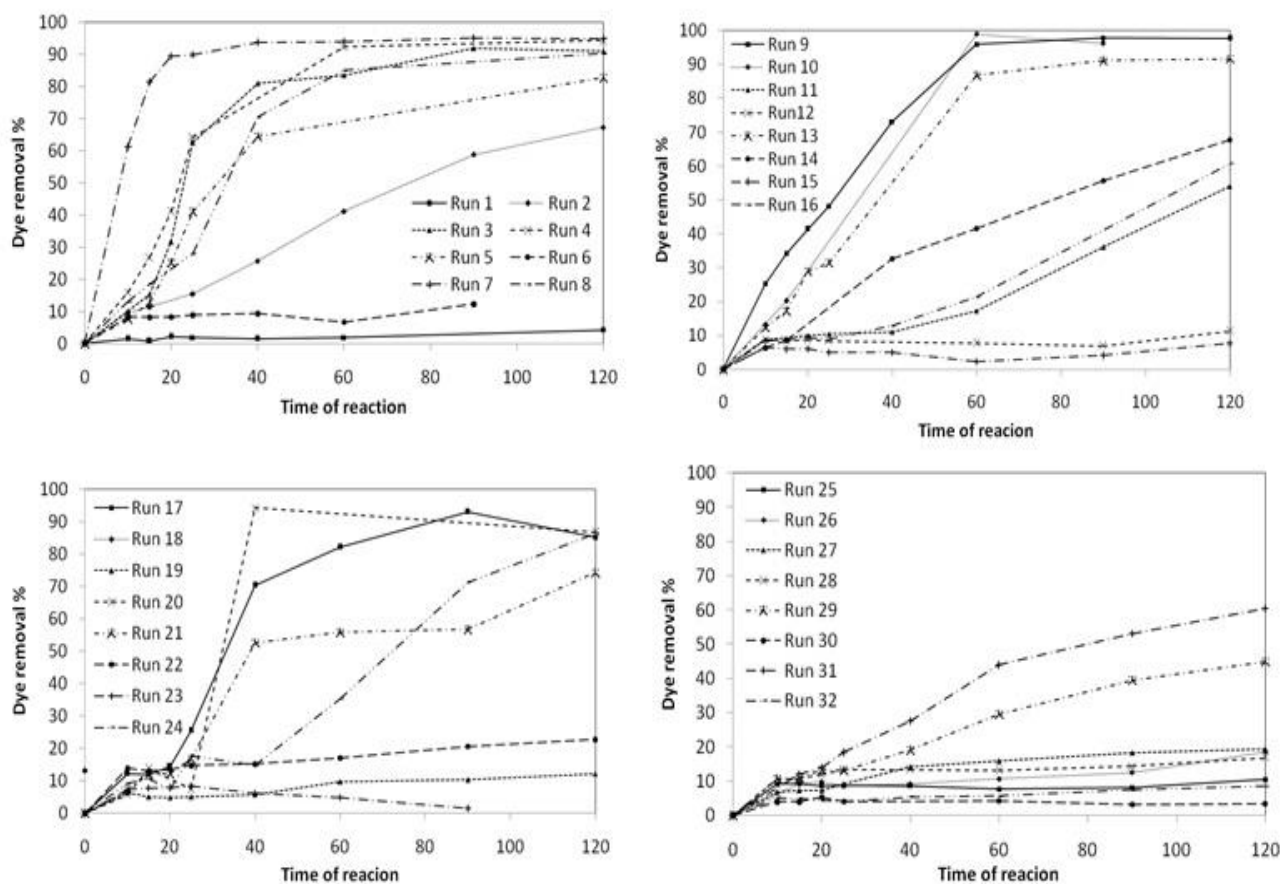 Dye removal %
100
90
80
70
60
50
40
30
20
10
0
Run 1 Run 2
Run 3 Run 4
Run 5 Run 6
Run 7 Run 8
0 20 40 60 80 100 120
Time of reaction
Dye removal %
100
90
80
70
60
50
40
30
20
10
0
Run 9
Run 10
Run 11
Run12
Run 13
Run 14
Run 15
Run 16
0 20 40 60 80 100 120
Time of reacion
Dye removal %
100
90
80
70
60
50
40
30
20
10
0
Run 17
Run 18
Run 19
Run 20
Run 21
Run 22
Run 23
Run 24
0 20 40 60 80 100 120
Time of reaction
Dye removal %
100
90
80
70
60
50
40
30
20
10
0
Run 25
Run 26
Run 27
Run 28
Run 29
Run 30
Run 31
Run 32
0 20 40 60 80 100 120
Time of reacion